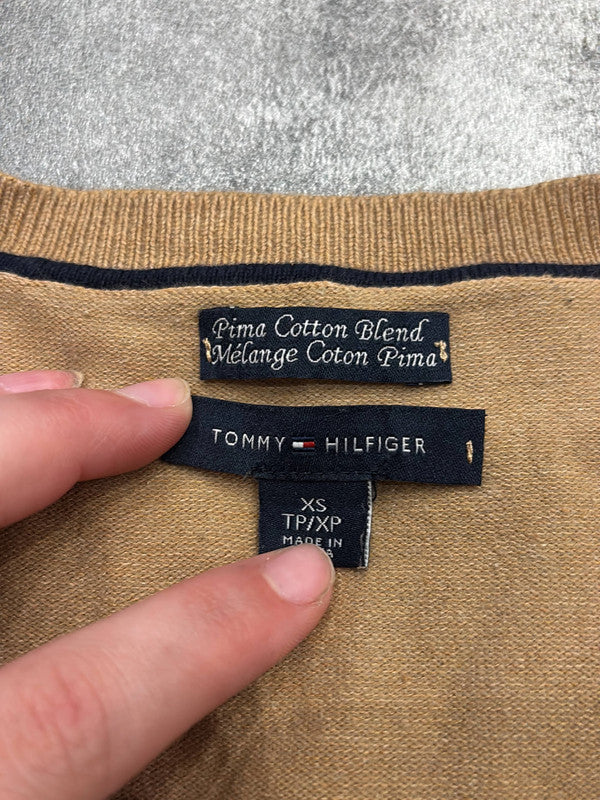 Pima Cotton Blend
Mélange Coton Pima
TOMMY HILFIGER
XS
TP/XP
MADE IN